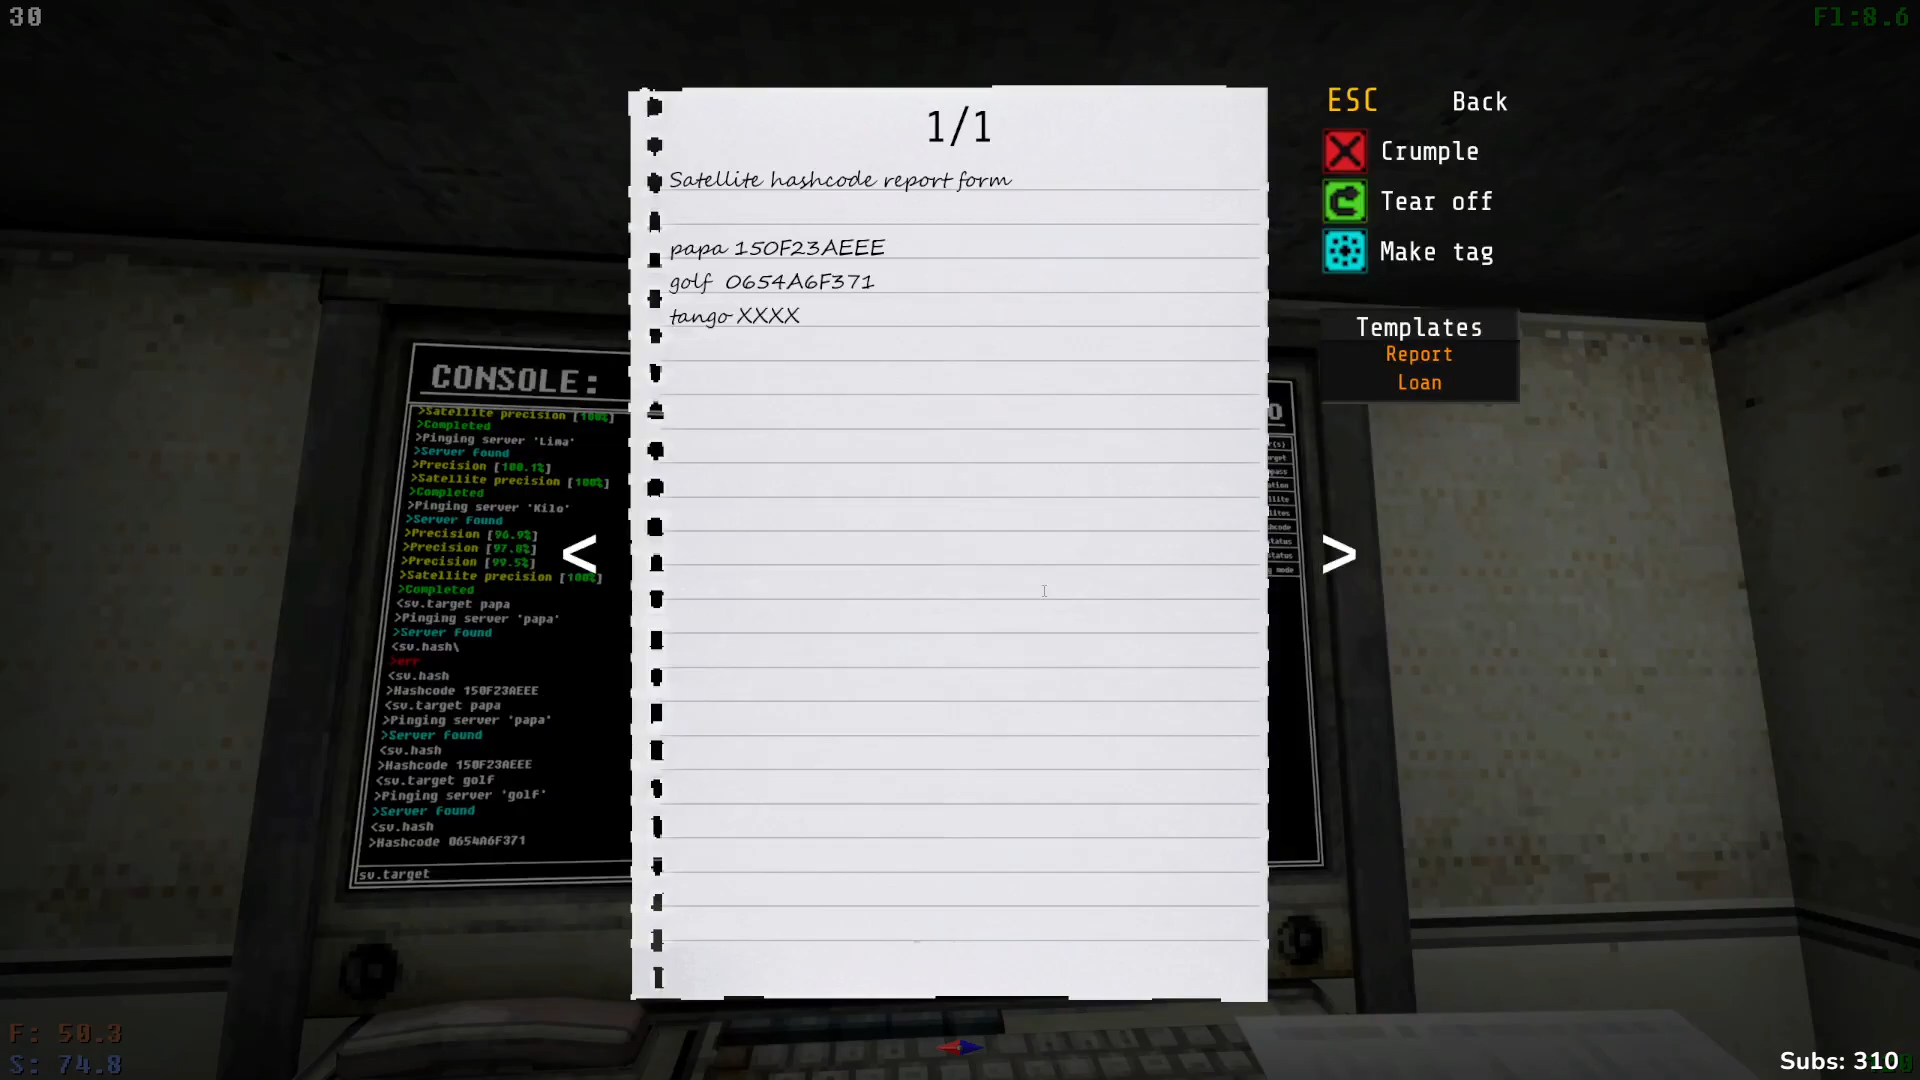 30
F1:8.6
1/1
Satellite hashcode report form
papa 150F23AEEE
golf 0654A6F371
tango XXXX
ESC Back
Crumple
Tear off
Make tag
Templates
Report
Loan
CONSOLE:
>Satellite precision [100%]
>Completed
>Pinging server 'Lima'
>Server found
>Precision [100.1%]
>Satellite precision [100%]
>Completed
>Pinging server 'Kilo'
>Server found
>Precision [96.9%]
>Precision [97.8%]
>Precision [99.5%]
>Satellite precision [100%]
>Completed
<sv.target papa
>Pinging server 'papa'
>Server found
<sv.hash\
>err
<sv.hash
>Hashcode 150F23AEEE
<sv.target papa
>Pinging server 'papa'
>Server found
<sv.hash
>Hashcode 150F23AEEE
<sv.target golf
>Pinging server 'golf'
>Server found
<sv.hash
>Hashcode 0654A6F371
sv.target
<
>
F: 50.3
S: 74.8
Subs: 310